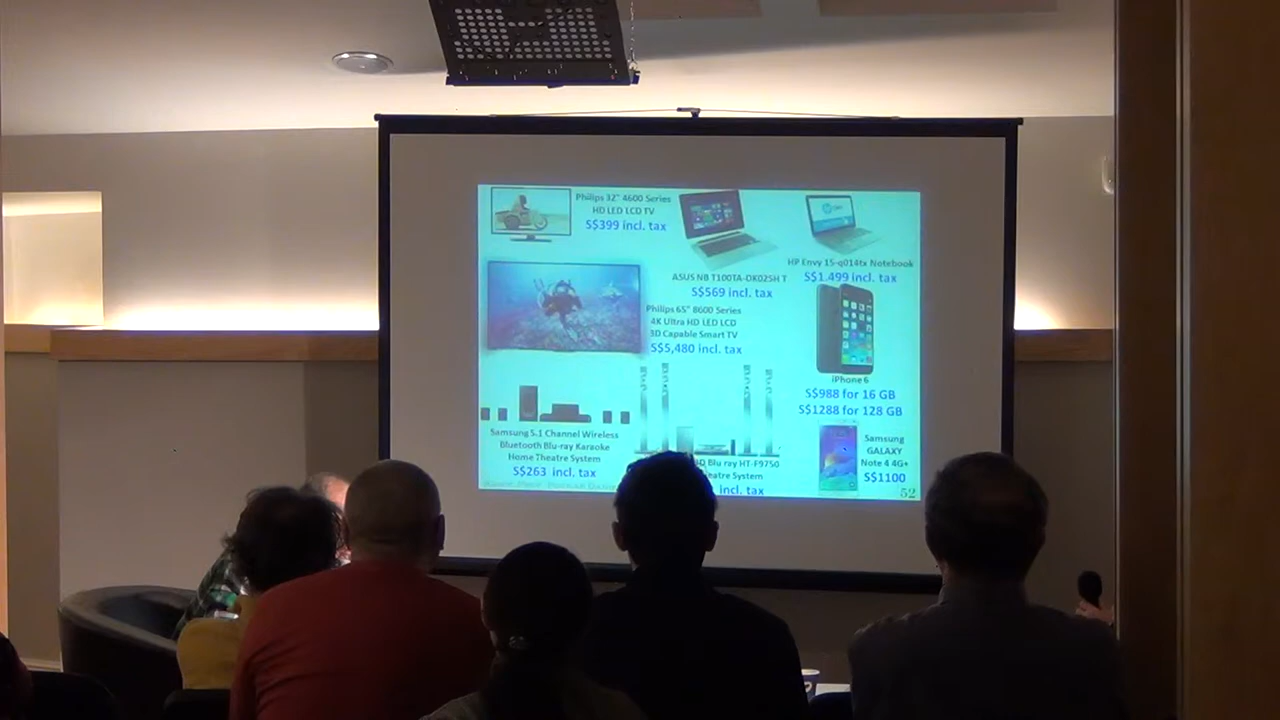 Philips 32" 4600 Series
HD LED LCD TV
S$399 incl. tax
HP Envy 15-q014tx Notebook
S$1.499 incl. tax
ASUS NB T100TA-DK025H T
S$569 incl. tax
Philips 65" 8600 Series
4K Ultra HD LED LCD
3D Capable Smart TV
S$5,480 incl. tax
iPhone 6
S$988 for 16 GB
S$1288 for 128 GB
Samsung 5.1 Channel Wireless
Bluetooth Blu-ray Karaoke
Home Theatre System
S$263 incl. tax
Blu ray HT-F9750
eatre System
incl. tax
Samsung
GALAXY
Note 4 4G+
S$1100
52